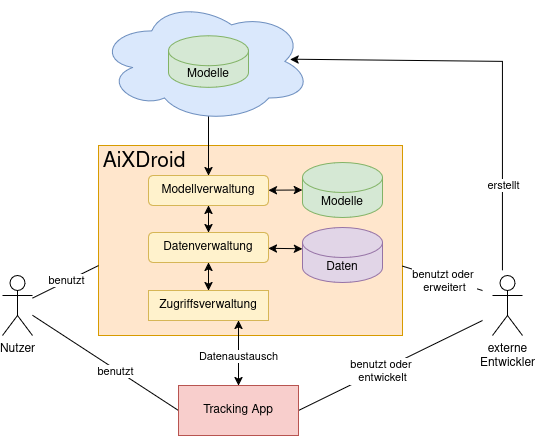 Modelle
AiXDroid
Modellverwaltung
Modelle
erstellt
Datenverwaltung
Daten
Zugriffsverwaltung
benutzt
benutzt oder
erweitert
Nutzer
externe
Entwickler
Datenaustausch
benutzt
benutzt oder
entwickelt
Tracking App